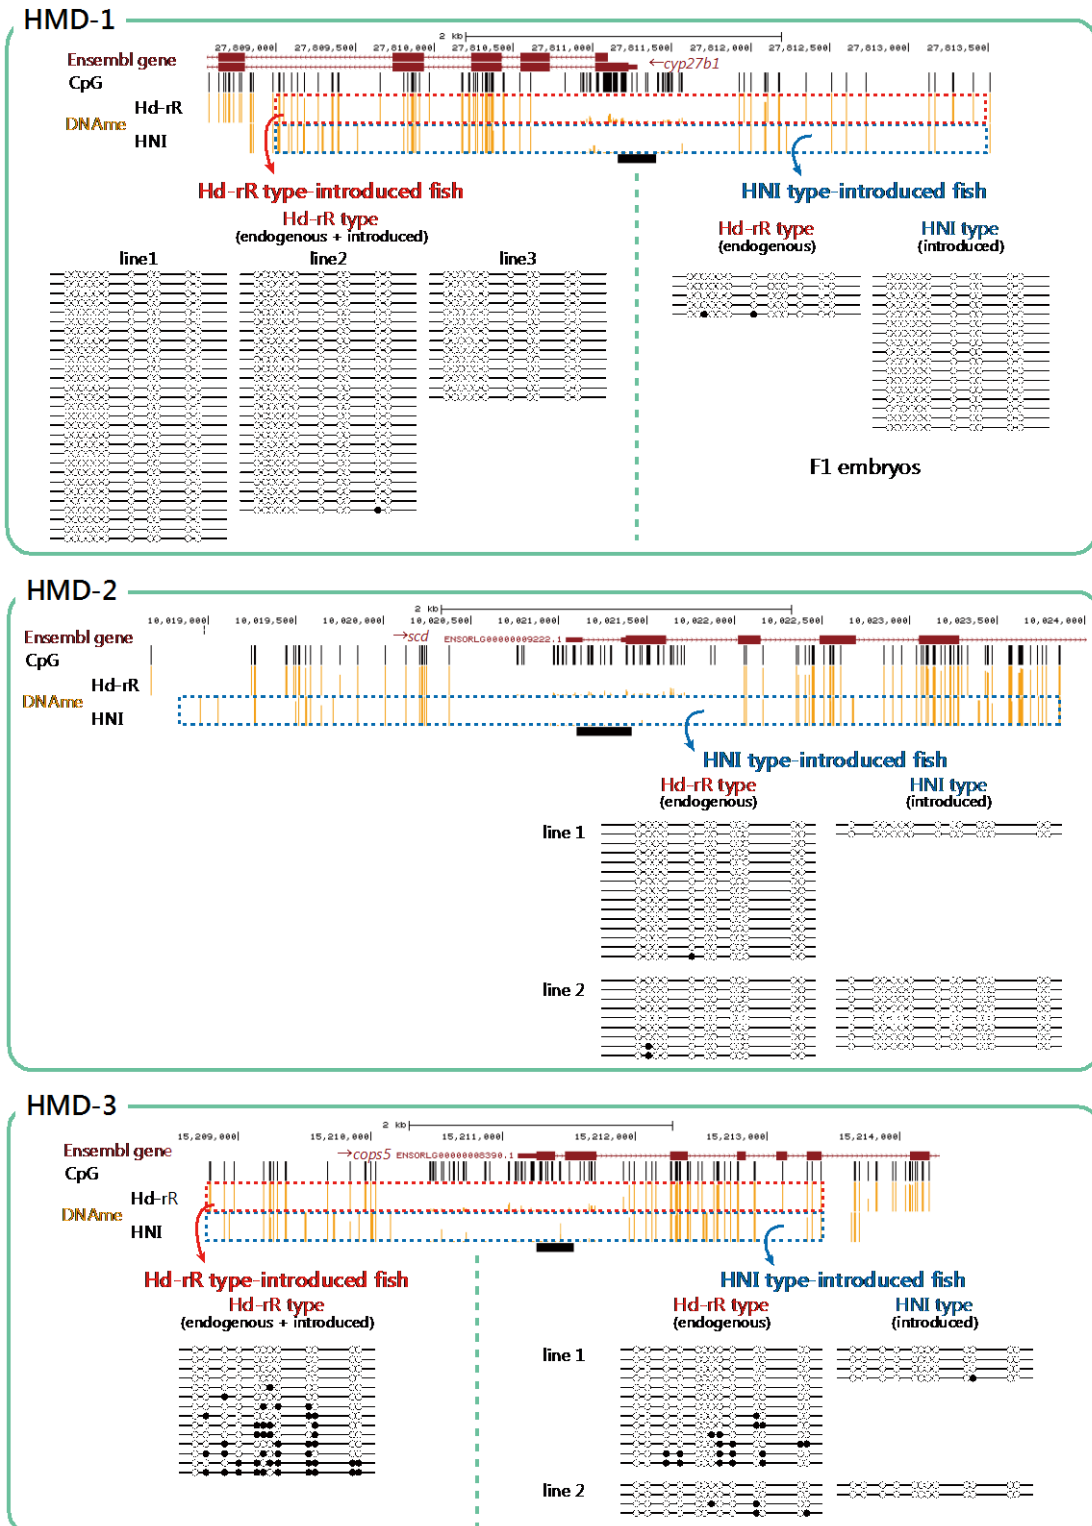 HMD-1
2 kb
27,809,000 27,809,500 27,810,000 27,810,500 27,811,000 27,811,500 27,812,000 27,812,500 27,813,000 27,813,500
Ensembl gene ←cyp27b1
CpG
Hd-rR
DNAme
HNI
Hd-rR type-introduced fish HNI type-introduced fish
Hd-rR type Hd-rR type HNI type
(endogenous + introduced) (endogenous) (introduced)
line1 line2 line3
F1 embryos
HMD-2
2 kb
10,019,000 10,019,500 10,020,000 10,020,500 10,021,000 10,021,500 10,022,000 10,022,500 10,023,000 10,023,500 10,024,000
Ensembl gene →scd ENSORLG00000009222.1
CpG
Hd-rR
DNAme
HNI
HNI type-introduced fish
Hd-rR type HNI type
(endogenous) (introduced)
line 1
line 2
HMD-3
2 kb
15,209,000 15,210,000 15,211,000 15,212,000 15,213,000 15,214,000
Ensembl gene →cops5 ENSORLG00000008390.1
CpG
Hd-rR
DNAme
HNI
Hd-rR type-introduced fish HNI type-introduced fish
Hd-rR type Hd-rR type HNI type
(endogenous + introduced) (endogenous) (introduced)
line 1
line 2